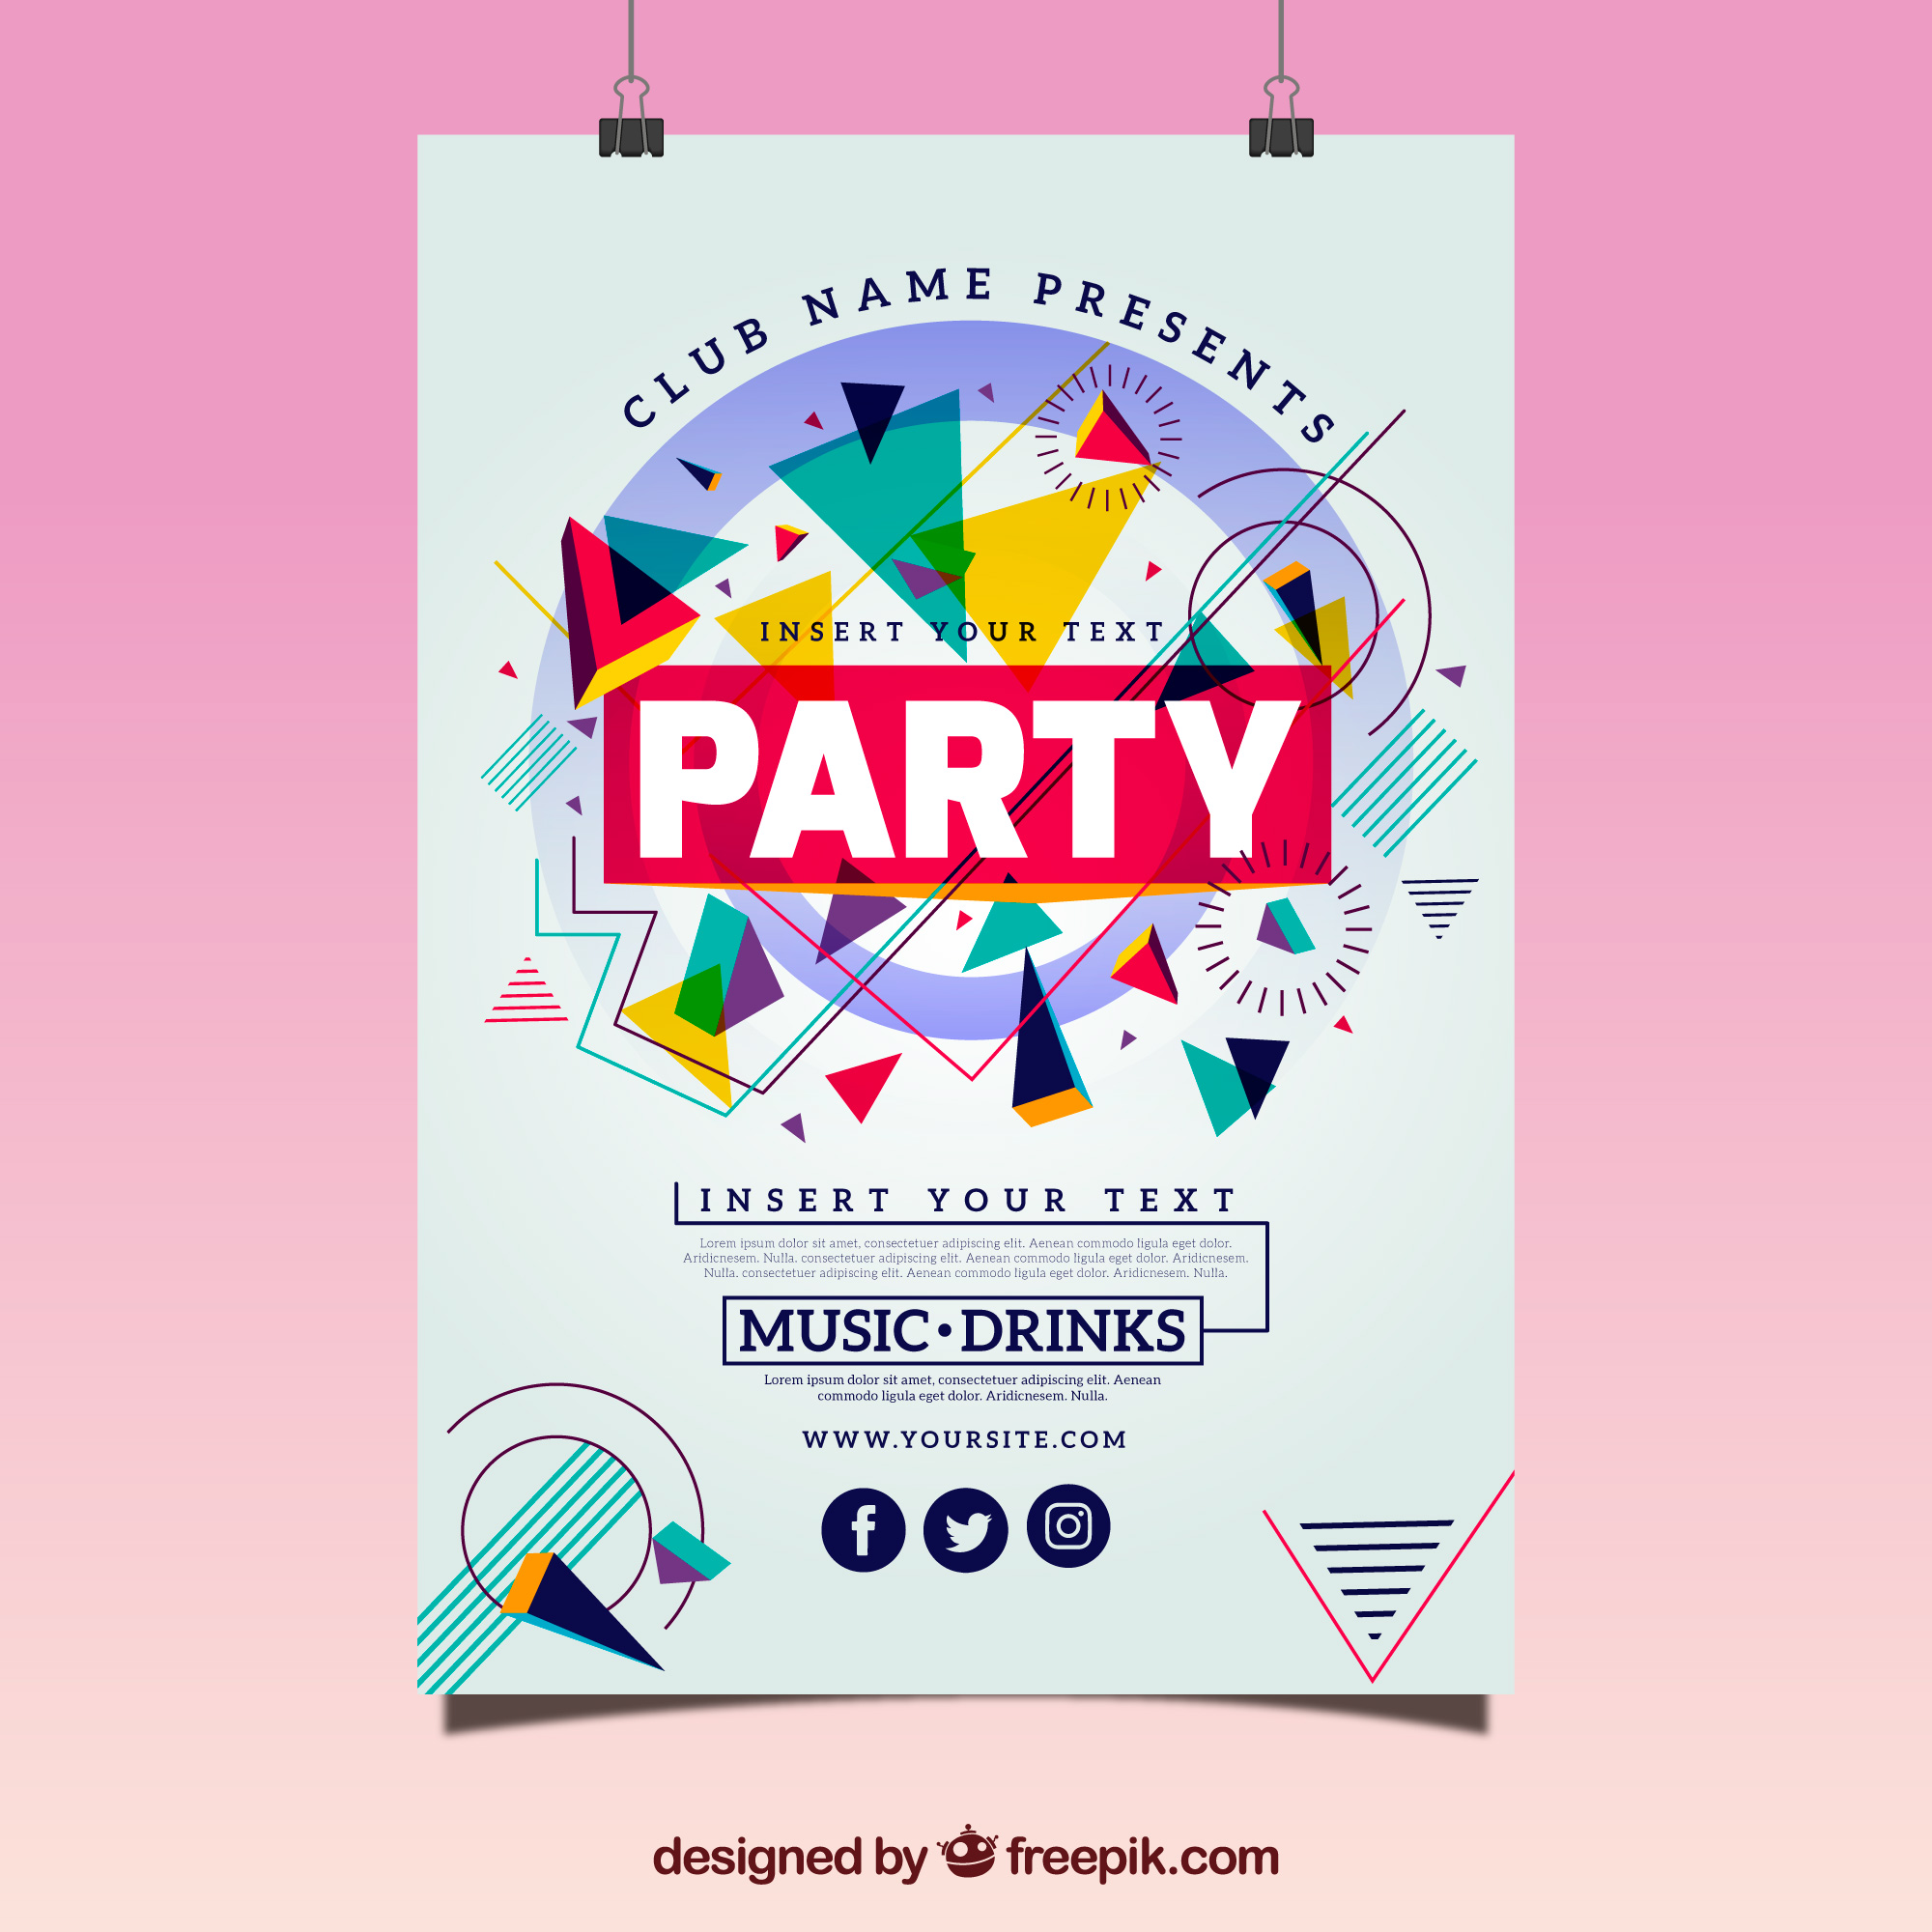 CLUB NAME PRESENTS
INSERT YOUR TEXT
PARTY
INSERT YOUR TEXT
Lorem ipsum dolor sit amet, consectetuer adipiscing elit. Aenean commodo ligula eget dolor.
Aridicnesem. Nulla. consectetuer adipiscing elit. Aenean commodo ligula eget dolor. Aridicnesem.
Nulla. consectetuer adipiscing elit. Aenean commodo ligula eget dolor. Aridicnesem. Nulla.
MUSIC•DRINKS
Lorem ipsum dolor sit amet, consectetuer adipiscing elit. Aenean
commodo ligula eget dolor. Aridicnesem. Nulla.
WWW.YOURSITE.COM
designed by freepik.com